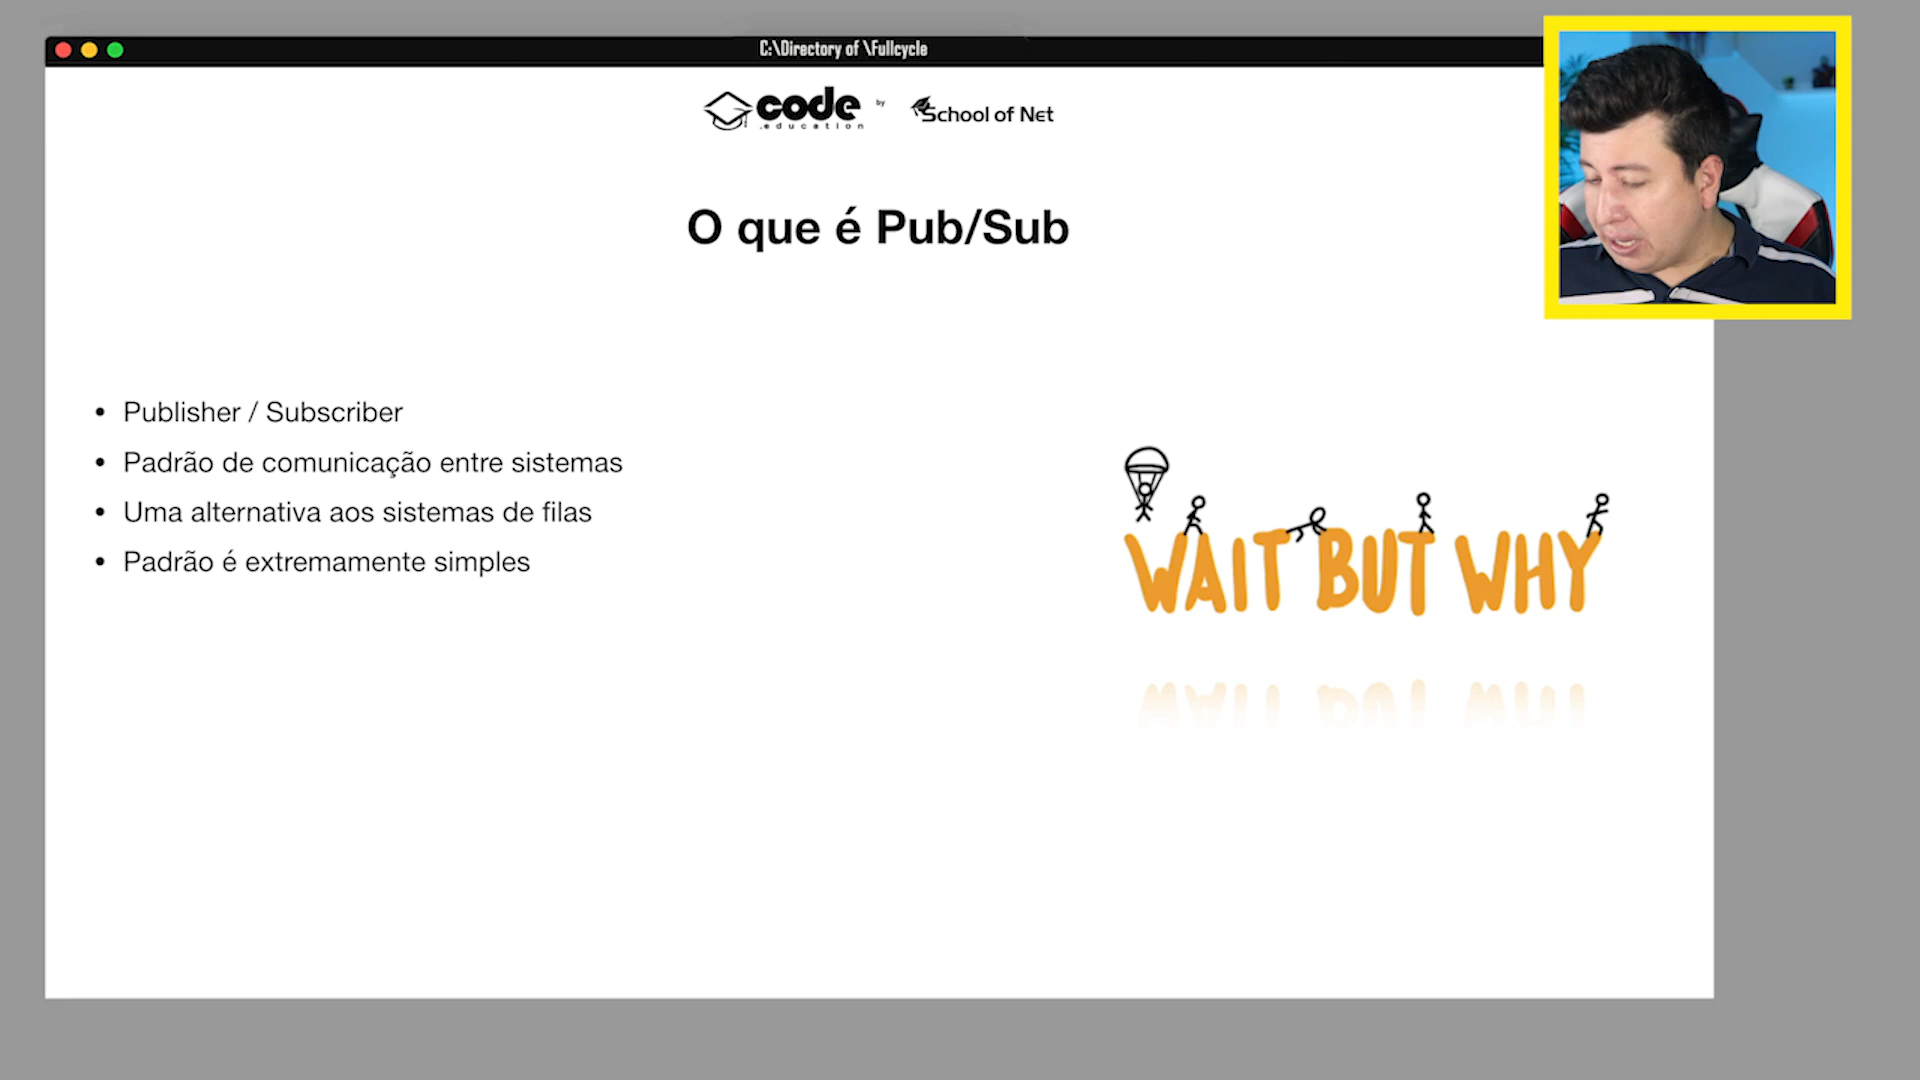 C:\Directory of \Fullcycle
code by School of Net
.education
O que é Pub/Sub
• Publisher / Subscriber
• Padrão de comunicação entre sistemas
• Uma alternativa aos sistemas de filas
• Padrão é extremamente simples
WAIT BUT WHY